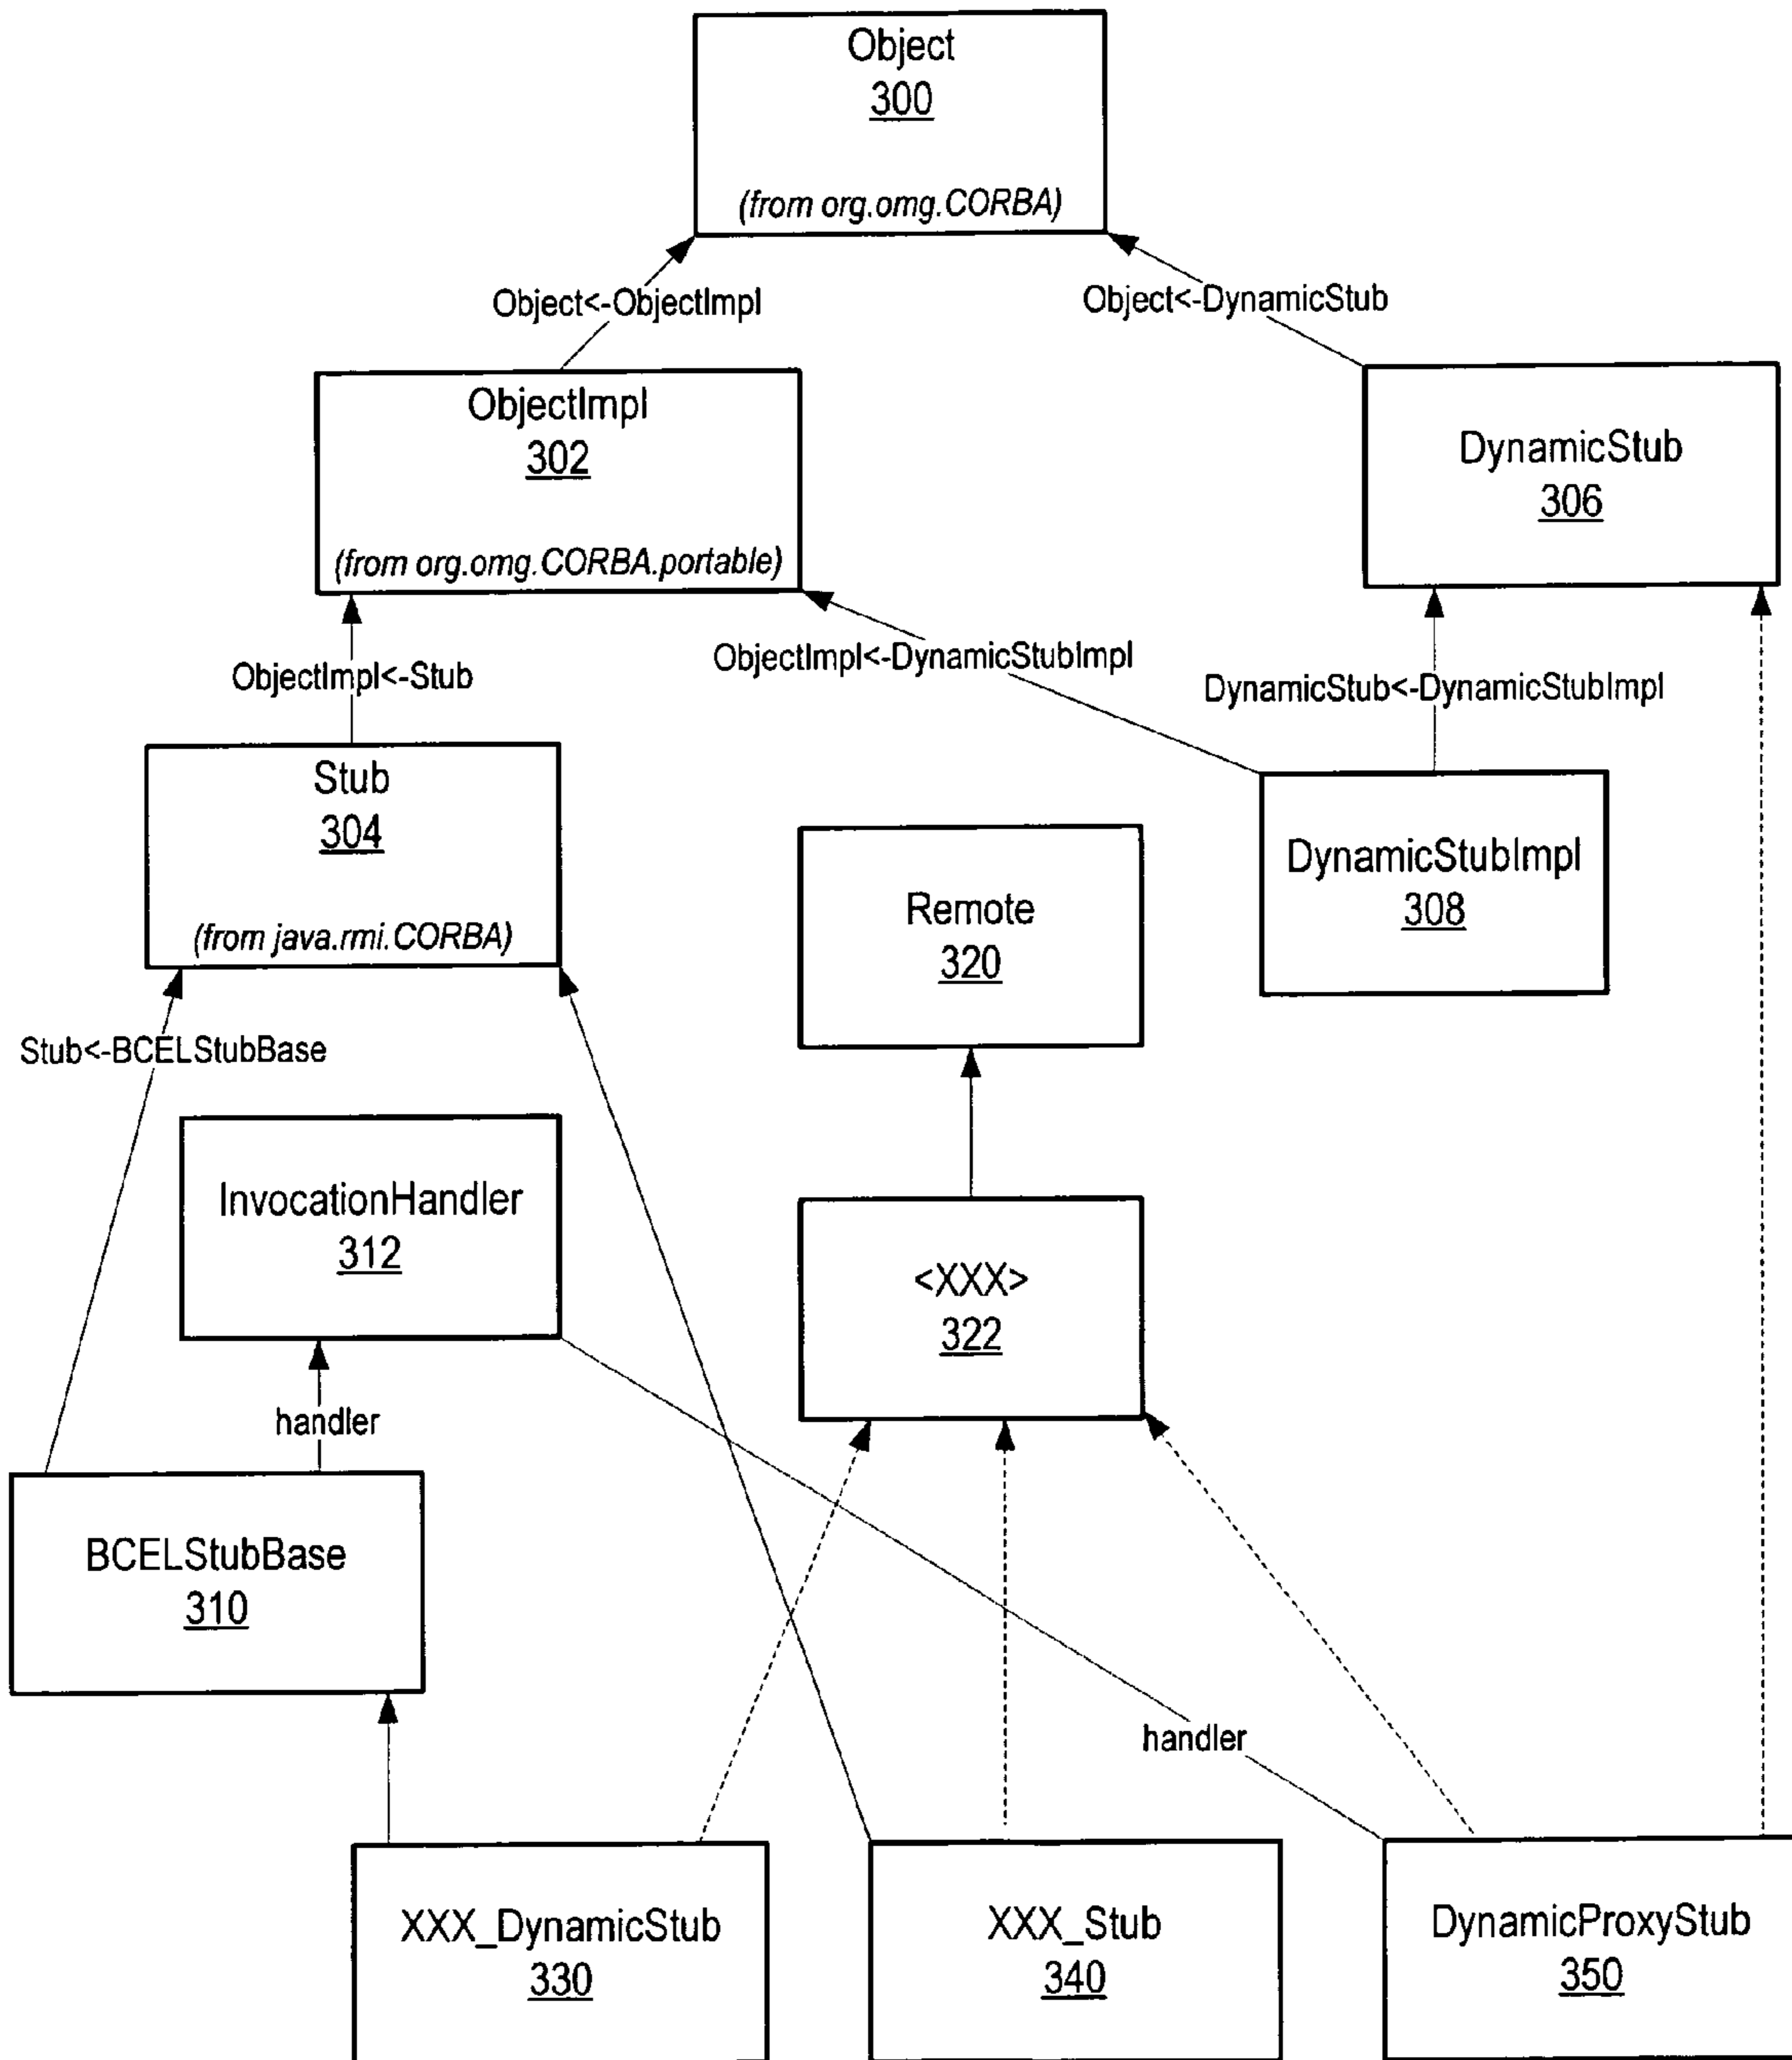 Object
300
(from org.omg.CORBA)
Object<-ObjectImpl
Object<-DynamicStub
ObjectImpl
302
(from org.omg.CORBA.portable)
DynamicStub
306
ObjectImpl<-Stub
ObjectImpl<-DynamicStubImpl
DynamicStub<-DynamicStubImpl
Stub
304
(from java.rmi.CORBA)
Remote
320
DynamicStubImpl
308
Stub<-BCELStubBase
InvocationHandler
312
<XXX>
322
handler
BCELStubBase
310
handler
XXX_DynamicStub
330
XXX_Stub
340
DynamicProxyStub
350